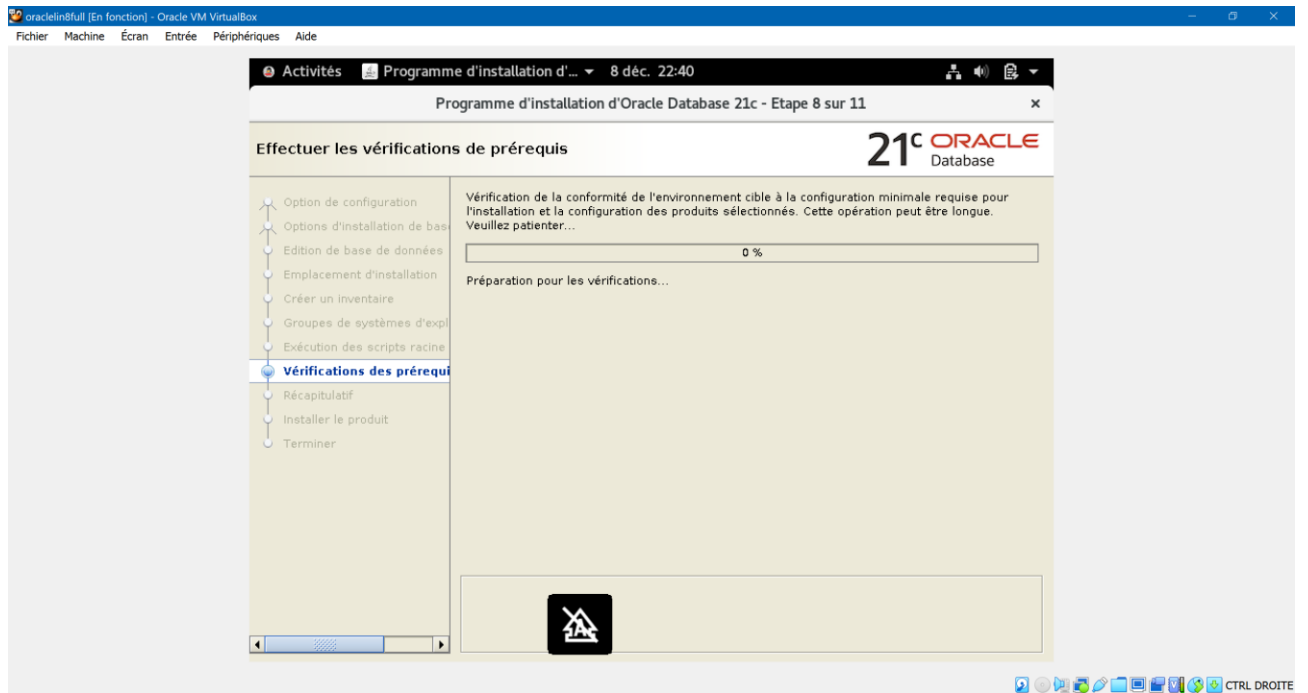 oraclelin8full [En fonction] - Oracle VM VirtualBox
Fichier Machine Écran Entrée Périphériques Aide
Activités Programme d'installation d'... 8 déc. 22:40
Programme d'installation d'Oracle Database 21c - Etape 8 sur 11
Effectuer les vérifications de prérequis
21c ORACLE
Database
Option de configuration
Options d'installation de bas
Edition de base de données
Emplacement d'installation
Créer un inventaire
Groupes de systèmes d'expl
Exécution des scripts racine
Vérifications des prérequi
Récapitulatif
Installer le produit
Terminer
Vérification de la conformité de l'environnement cible à la configuration minimale requise pour
l'installation et la configuration des produits sélectionnés. Cette opération peut être longue.
Veuillez patienter...
0 %
Préparation pour les vérifications...
CTRL DROITE